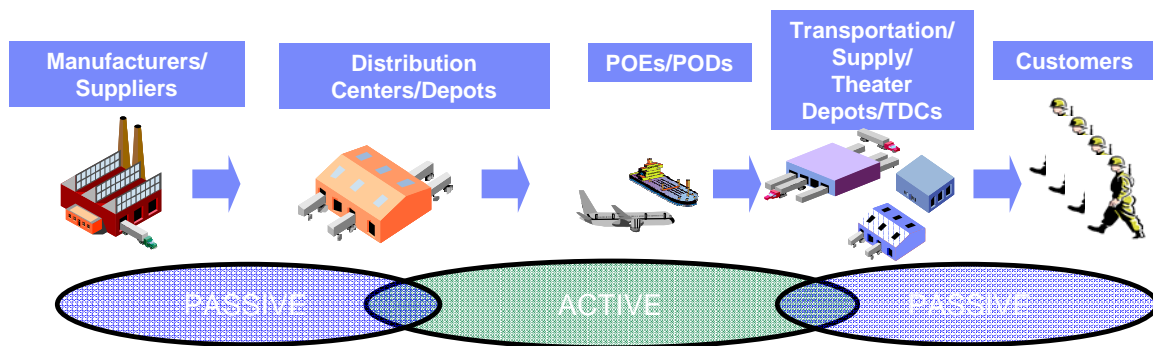 Manufacturers/
Suppliers
Distribution
Centers/Depots
POEs/PODs
Transportation/
Supply/
Theater
Depots/TDCs
Customers
PASSIVE
ACTIVE
PASSIVE